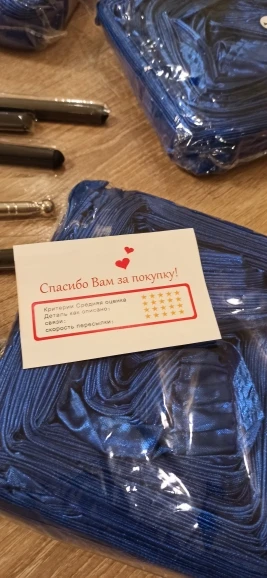 Спасибо Вам за покупку!
Критерии Средняя оценка
Деталь как описано:
связи:
скорость пересылки: